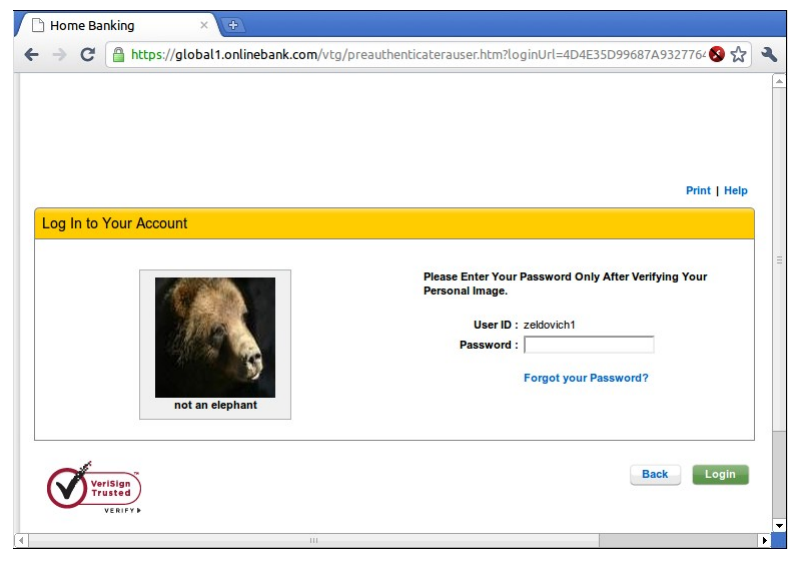 Home Banking
https://global1.onlinebank.com/vtg/preauthenticaterauser.htm?loginUrl=4D4E35D99687A9327764
Print | Help
Log In to Your Account
Please Enter Your Password Only After Verifying Your
Personal Image.
User ID : zeldovich1
Password :
Forgot your Password?
not an elephant
Back
Login
VeriSign
Trusted
VERIFY